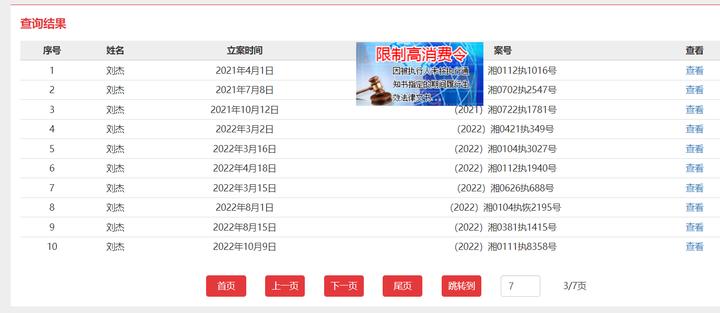 查询结果
序号 姓名 立案时间 案号 查看
限制高消费令
因被执行人未按执行通
知书指定的期间履行生
效法律文书...
1 刘杰 2021年4月1日 湘0112执1016号 查看
2 刘杰 2021年7月8日 湘0702执2547号 查看
3 刘杰 2021年10月12日 (2021) 湘0722执1781号 查看
4 刘杰 2022年3月2日 (2022) 湘0421执349号 查看
5 刘杰 2022年3月16日 (2022) 湘0104执3027号 查看
6 刘杰 2022年4月18日 (2022) 湘0112执1940号 查看
7 刘杰 2022年3月15日 (2022) 湘0626执688号 查看
8 刘杰 2022年8月1日 (2022) 湘0104执恢2195号 查看
9 刘杰 2022年8月15日 (2022) 湘0381执1415号 查看
10 刘杰 2022年10月9日 (2022) 湘0111执8358号 查看
首页 上一页 下一页 尾页 跳转到 7 3/7页